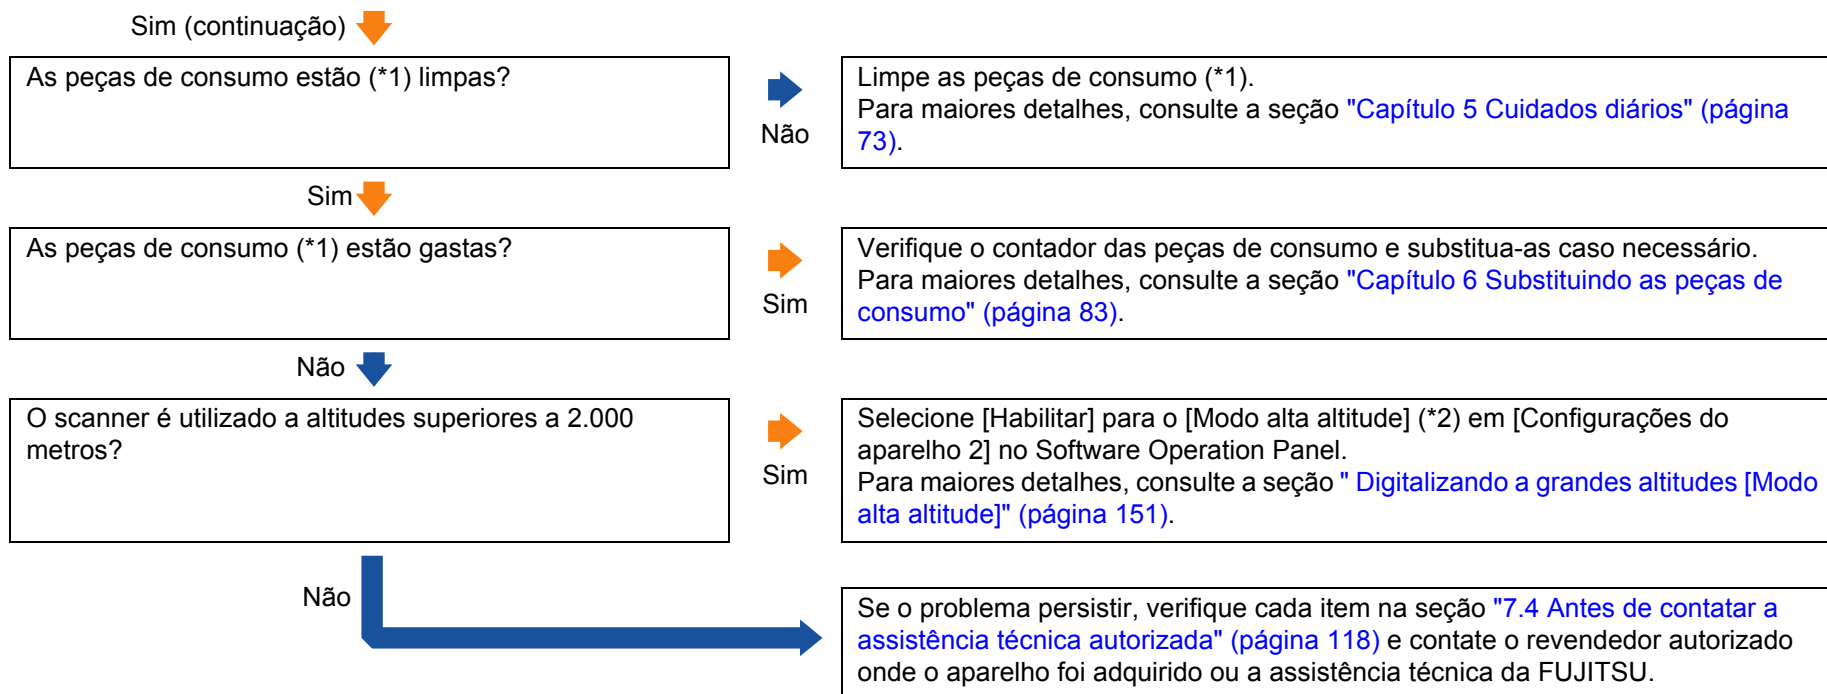 Sim (continuação)
As peças de consumo estão (*1) limpas?
Não
Limpe as peças de consumo (*1).
Para maiores detalhes, consulte a seção "Capítulo 5 Cuidados diários" (página
73).
Sim
As peças de consumo (*1) estão gastas?
Sim
Verifique o contador das peças de consumo e substitua-as caso necessário.
Para maiores detalhes, consulte a seção "Capítulo 6 Substituindo as peças de
consumo" (página 83).
Não
O scanner é utilizado a altitudes superiores a 2.000
metros?
Sim
Selecione [Habilitar] para o [Modo alta altitude] (*2) em [Configurações do
aparelho 2] no Software Operation Panel.
Para maiores detalhes, consulte a seção " Digitalizando a grandes altitudes [Modo
alta altitude]" (página 151).
Não
Se o problema persistir, verifique cada item na seção "7.4 Antes de contatar a
assistência técnica autorizada" (página 118) e contate o revendedor autorizado
onde o aparelho foi adquirido ou a assistência técnica da FUJITSU.